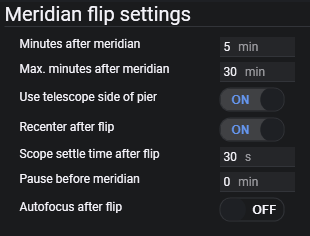 Meridian flip settings
Minutes after meridian 5 min
Max. minutes after meridian 30 min
Use telescope side of pier ON
Recenter after flip ON
Scope settle time after flip 30 s
Pause before meridian 0 min
Autofocus after flip OFF